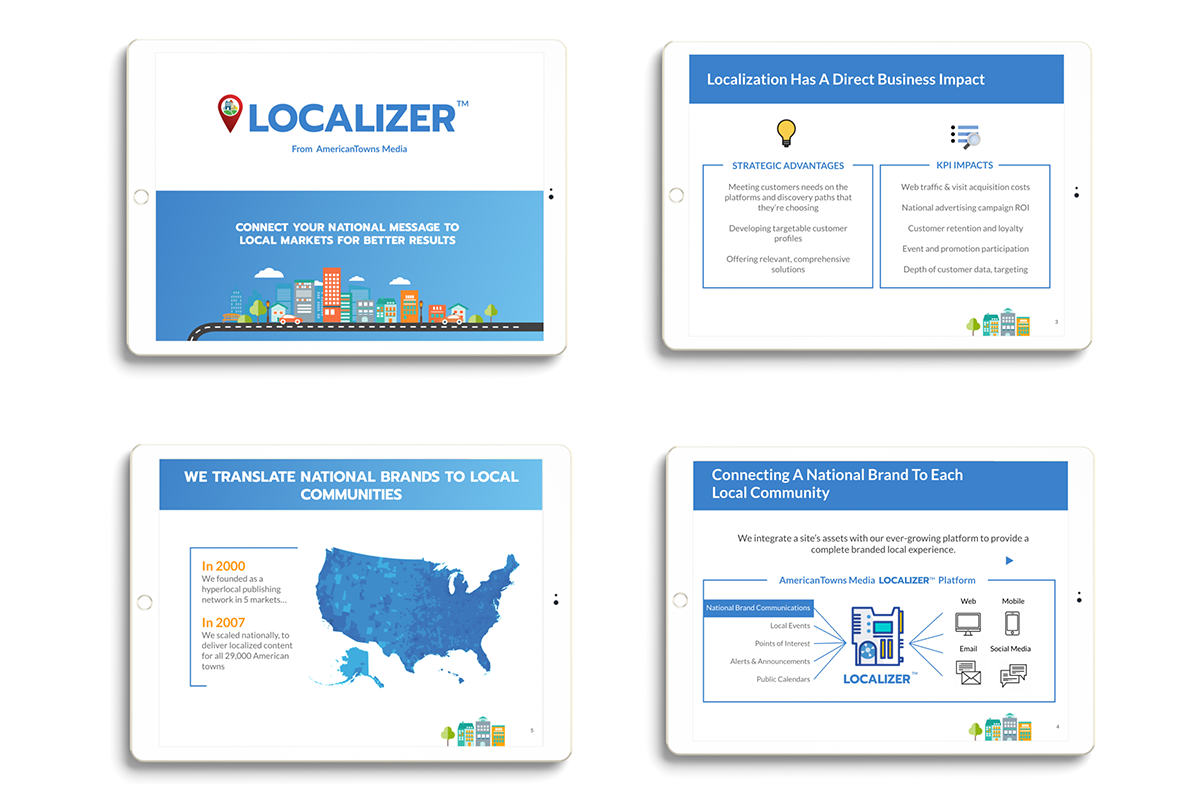 LOCALIZER™
From AmericanTowns Media
CONNECT YOUR NATIONAL MESSAGE TO
LOCAL MARKETS FOR BETTER RESULTS
Localization Has A Direct Business Impact
STRATEGIC ADVANTAGES
Meeting customers needs on the
platforms and discovery paths that
they're choosing
Developing targetable customer
profiles
Offering relevant, comprehensive
solutions
KPI IMPACTS
Web traffic & visit acquisition costs
National advertising campaign ROI
Customer retention and loyalty
Event and promotion participation
Depth of customer data, targeting
3
WE TRANSLATE NATIONAL BRANDS TO LOCAL
COMMUNITIES
In 2000
We founded as a
hyperlocal publishing
network in 5 markets...
In 2007
We scaled nationally, to
deliver localized content
for all 29,000 American
towns
5
Connecting A National Brand To Each
Local Community
We integrate a site's assets with our ever-growing platform to provide a
complete branded local experience.
AmericanTowns Media LOCALIZER™ Platform
National Brand Communications
Local Events
Points of Interest
Alerts & Announcements
Public Calendars
LOCALIZER™
Web
Mobile
Email
Social Media
4